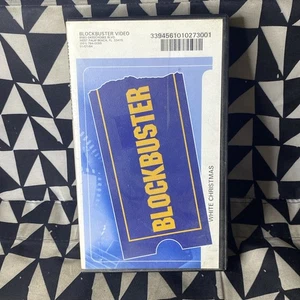 BLOCKBUSTER VIDEO
3394561010273001
BLOCKBUSTER
WHITE CHRISTMAS